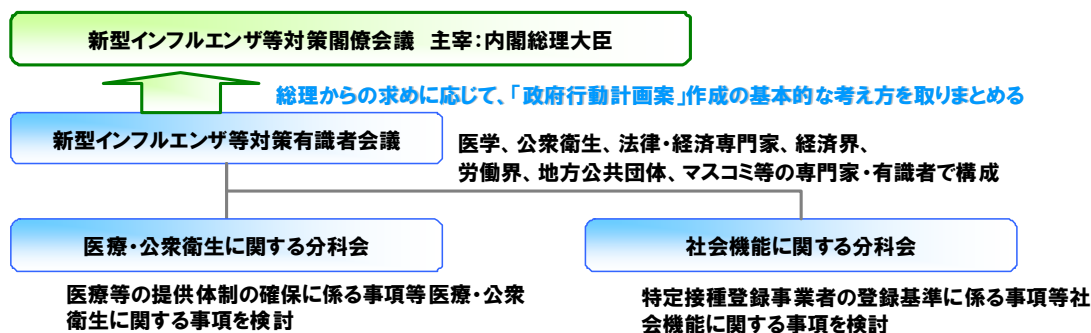 新型インフルエンザ等対策閣僚会議 主宰:内閣総理大臣
総理からの求めに応じて、「政府行動計画案」作成の基本的な考え方を取りまとめる
新型インフルエンザ等対策有識者会議
医学、公衆衛生、法律・経済専門家、経済界、
労働界、地方公共団体、マスコミ等の専門家・有識者で構成
医療・公衆衛生に関する分科会
社会機能に関する分科会
医療等の提供体制の確保に係る事項等医療・公衆
衛生に関する事項を検討
特定接種登録事業者の登録基準に係る事項等社
会機能に関する事項を検討